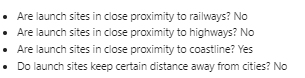 • Are launch sites in close proximity to railways? No
• Are launch sites in close proximity to highways? No
• Are launch sites in close proximity to coastline? Yes
• Do launch sites keep certain distance away from cities? No